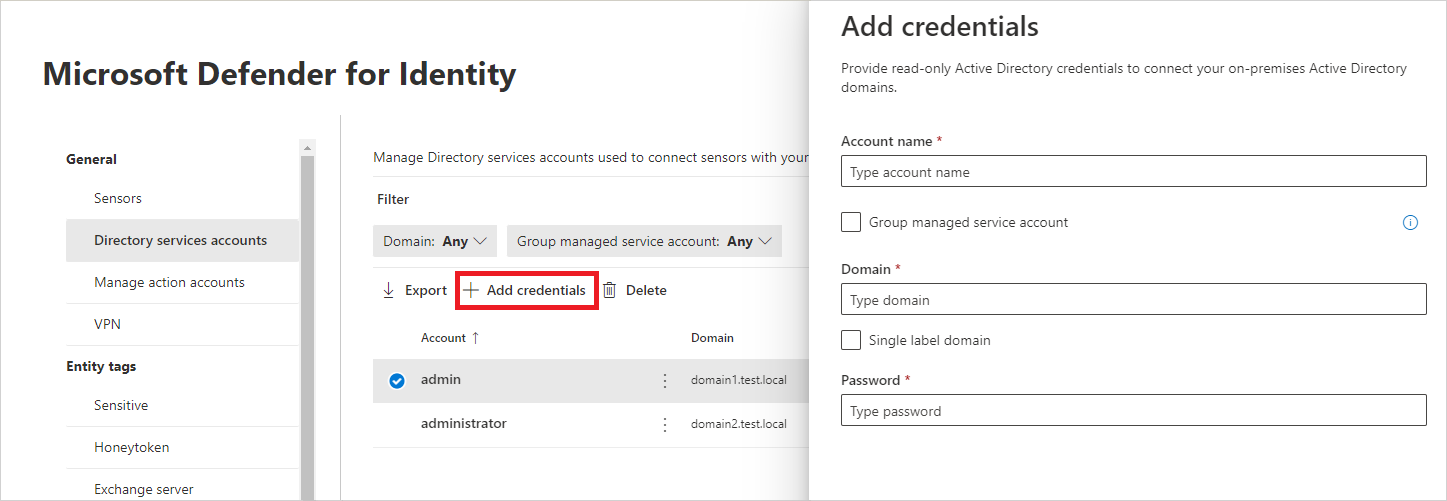 Microsoft Defender for Identity
General
Sensors
Directory services accounts
Manage action accounts
VPN
Entity tags
Sensitive
Honeytoken
Exchange server
Manage Directory services accounts used to connect sensors with your
Filter
Domain: Any
Group managed service account: Any
Export
Add credentials
Delete
Account ↑
Domain
admin
domain1.test.local
administrator
domain2.test.local
Add credentials
Provide read-only Active Directory credentials to connect your on-premises Active Directory
domains.
Account name *
Type account name
Group managed service account
Domain *
Type domain
Single label domain
Password *
Type password